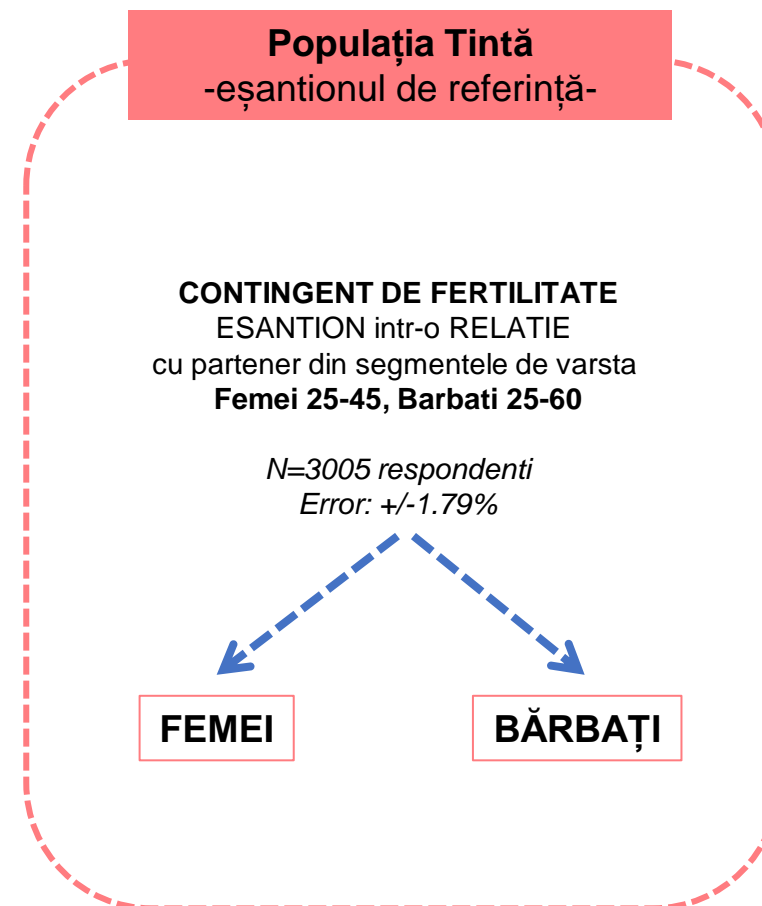 Populația Tintă
-eșantionul de referință-
CONTINGENT DE FERTILITATE
ESANTION intr-o RELATIE
cu partener din segmentele de varsta
Femei 25-45, Barbati 25-60
N=3005 respondenti
Error: +/-1.79%
FEMEI
BĂRBAȚI